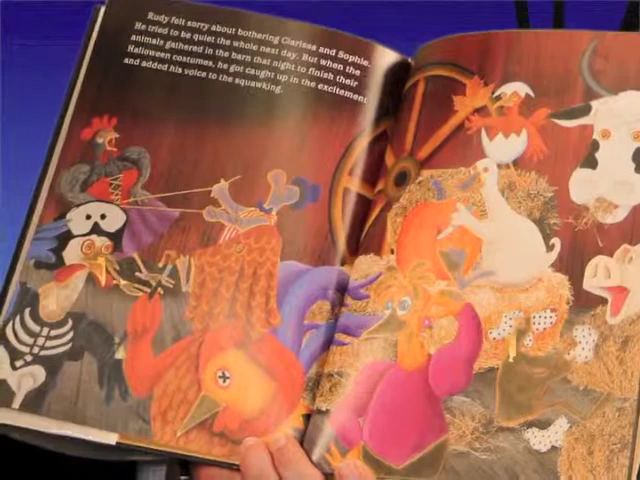 Rudy felt sorry about bothering Clarissa and Sophie.
He tried to be quiet the whole next day. But when the
animals gathered in the barn that night to finish their
Halloween costumes, he got caught up in the excitement
and added his voice to the squawking.